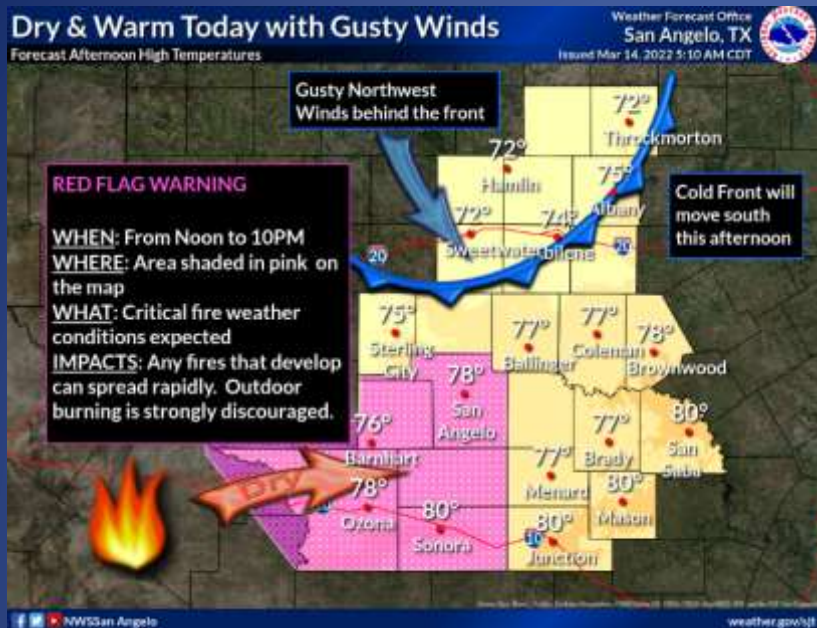 Dry & Warm Today with Gusty Winds
Forecast Afternoon High Temperatures
Weather Forecast Office
San Angelo, TX
Issued Mar 14, 2022 5:10 AM CDT
Gusty Northwest
Winds behind the front
72°
Throckmorton
72°
Hamlin
75°
Albany
Cold Front will
move south
this afternoon
RED FLAG WARNING
WHEN: From Noon to 10PM
WHERE: Area shaded in pink on
the map
WHAT: Critical fire weather
conditions expected
IMPACTS: Any fires that develop
can spread rapidly. Outdoor
burning is strongly discouraged.
72°
Sweetwater
74°
bilene
20
20
75°
Sterling
City
77°
Ballinger
77°
Coleman
78°
Brownwood
78°
San
Angelo
76°
Barnhart
77°
Brady
80°
San
Saba
77°
Menard
80°
Mason
Dry
78°
Ozona
80°
Sonora
10
80°
Junction
NWSSan Angelo
weather.gov/sjt